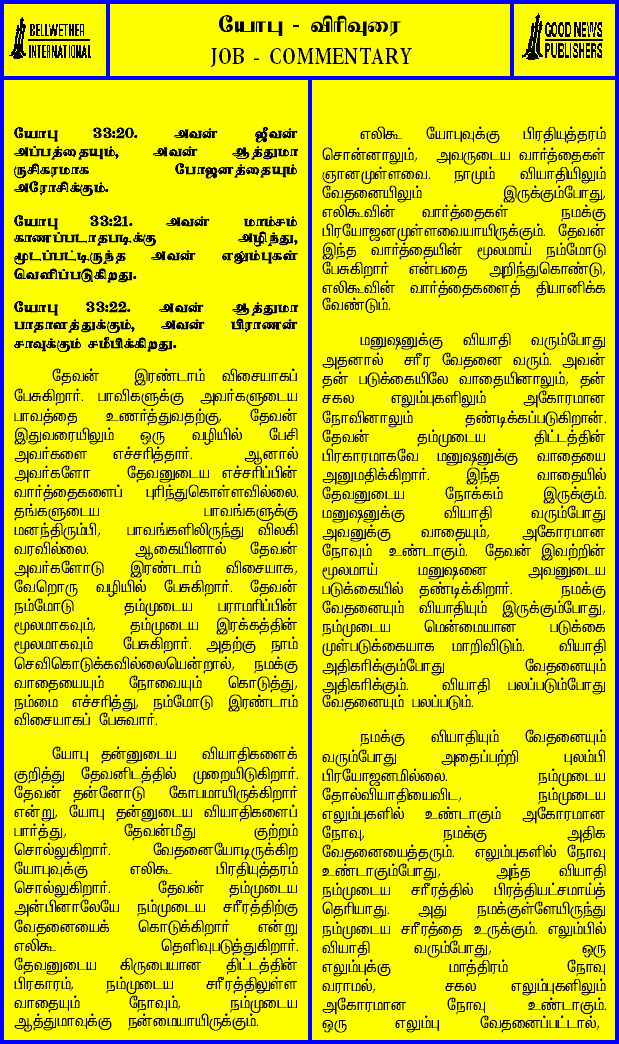 BELLWETHER
INTERNATIONAL
யோபு - விரிவுரை
JOB - COMMENTARY
GOOD NEWS
PUBLISHERS
யோபு 33:20. அவன் ஜீவன்
அப்பத்தையும், அவன் ஆத்துமா
ருசிகரமாக போஜனத்தையும்
அரோசிக்கும்.
யோபு 33:21. அவன் மாம்சம்
காணப்படாதபடிக்கு அழிந்து,
மூடப்பட்டிருந்த அவன் எலும்புகள்
வெளிப்படுகிறது.
யோபு 33:22. அவன் ஆத்துமா
பாதாளத்துக்கும், அவன் பிராணன்
சாவுக்கும் சமீபிக்கிறது.
தேவன் இரண்டாம் விசையாகப்
பேசுகிறார். பாவிகளுக்கு அவர்களுடைய
பாவத்தை உணர்த்துவதற்கு, தேவன்
இதுவரையிலும் ஒரு வழியில் பேசி
அவர்களை எச்சரித்தார். ஆனால்
அவர்களோ தேவனுடைய எச்சரிப்பின்
வார்த்தைகளைப் புரிந்துகொள்ளவில்லை.
தங்களுடைய பாவங்களுக்கு
மனந்திரும்பி, பாவங்களிலிருந்து விலகி
வரவில்லை. ஆகையினால் தேவன்
அவர்களோடு இரண்டாம் விசையாக,
வேறொரு வழியில் பேசுகிறார். தேவன்
நம்மோடு தம்முடைய பராமரிப்பின்
மூலமாகவும், தம்முடைய இரக்கத்தின்
மூலமாகவும் பேசுகிறார். அதற்கு நாம்
செவிகொடுக்கவில்லையென்றால், நமக்கு
வாதையையும் நோவையும் கொடுத்து,
நம்மை எச்சரித்து, நம்மோடு இரண்டாம்
விசையாகப் பேசுவார்.
யோபு தன்னுடைய வியாதிகளைக்
குறித்து தேவனிடத்தில் முறையிடுகிறார்.
தேவன் தன்னோடு கோபமாயிருக்கிறார்
என்று, யோபு தன்னுடைய வியாதிகளைப்
பார்த்து, தேவன்மீது குற்றம்
சொல்லுகிறார். வேதனையோடிருக்கிற
யோபுவுக்கு எலிகூ பிரதியுத்தரம்
சொல்லுகிறார். தேவன் தம்முடைய
அன்பினாலேயே நம்முடைய சரீரத்திற்கு
வேதனையைக் கொடுக்கிறார் என்று
எலிகூ தெளிவுபடுத்துகிறார்.
தேவனுடைய கிருபையான திட்டத்தின்
பிரகாரம், நம்முடைய சரீரத்திலுள்ள
வாதையும் நோவும், நம்முடைய
ஆத்துமாவுக்கு நன்மையாயிருக்கும்.
எலிகூ யோபுவுக்கு பிரதியுத்தரம்
சொன்னாலும், அவருடைய வார்த்தைகள்
ஞானமுள்ளவை. நாமும் வியாதியிலும்
வேதனையிலும் இருக்கும்போது,
எலிகூவின் வார்த்தைகள் நமக்கு
பிரயோஜனமுள்ளவையாயிருக்கும். தேவன்
இந்த வார்த்தையின் மூலமாய் நம்மோடு
பேசுகிறார் என்பதை அறிந்துகொண்டு,
எலிகூவின் வார்த்தைகளைத் தியானிக்க
வேண்டும்.
மனுஷனுக்கு வியாதி வரும்போது
அதனால் சரீர வேதனை வரும். அவன்
தன் படுக்கையிலே வாதையினாலும், தன்
சகல எலும்புகளிலும் அகோரமான
நோவினாலும் தண்டிக்கப்படுகிறான்.
தேவன் தம்முடைய திட்டத்தின்
பிரகாரமாகவே மனுஷனுக்கு வாதையை
அனுமதிக்கிறார். இந்த வாதையில்
தேவனுடைய நோக்கம் இருக்கும்.
மனுஷனுக்கு வியாதி வரும்போது
அவனுக்கு வாதையும், அகோரமான
நோவும் உண்டாகும். தேவன் இவற்றின்
மூலமாய் மனுஷனை அவனுடைய
படுக்கையில் தண்டிக்கிறார். நமக்கு
வேதனையும் வியாதியும் இருக்கும்போது,
நம்முடைய மென்மையான படுக்கை
முள்படுக்கையாக மாறிவிடும். வியாதி
அதிகரிக்கும்போது வேதனையும்
அதிகரிக்கும். வியாதி பலப்படும்போது
வேதனையும் பலப்படும்.
நமக்கு வியாதியும் வேதனையும்
வரும்போது அதைப்பற்றி புலம்பி
பிரயோஜனமில்லை. நம்முடைய
தோல்வியாதியைவிட, நம்முடைய
எலும்புகளில் உண்டாகும் அகோரமான
நோவு, நமக்கு அதிக
வேதனையைத்தரும். எலும்புகளில் நோவு
உண்டாகும்போது, அந்த வியாதி
நம்முடைய சரீரத்தில் பிரத்தியட்சமாய்த்
தெரியாது. அது நமக்குள்ளேயிருந்து
நம்முடைய சரீரத்தை உருக்கும். எலும்பில்
வியாதி வரும்போது, ஒரு
எலும்புக்கு மாத்திரம் நோவு
வராமல், சகல எலும்புகளிலும்
அகோரமான நோவு உண்டாகும்.
ஒரு எலும்பு வேதனைப்பட்டால்,